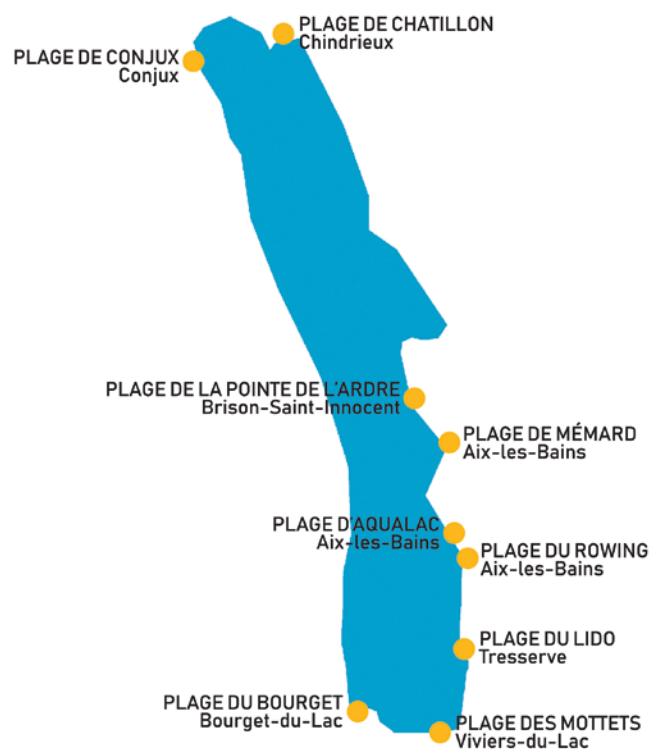 PLAGE DE CHATILLON
Chindrieux
PLAGE DE CONJUX
Conjux
PLAGE DE LA POINTE DE L'ARDRE
Brison-Saint-Innocent
PLAGE DE MÉMARD
Aix-les-Bains
PLAGE D'AQUALAC
Aix-les-Bains
PLAGE DU ROWING
Aix-les-Bains
PLAGE DU LIDO
Tresserve
PLAGE DU BOURGET
Bourget-du-Lac
PLAGE DES MOTTETS
Viviers-du-Lac